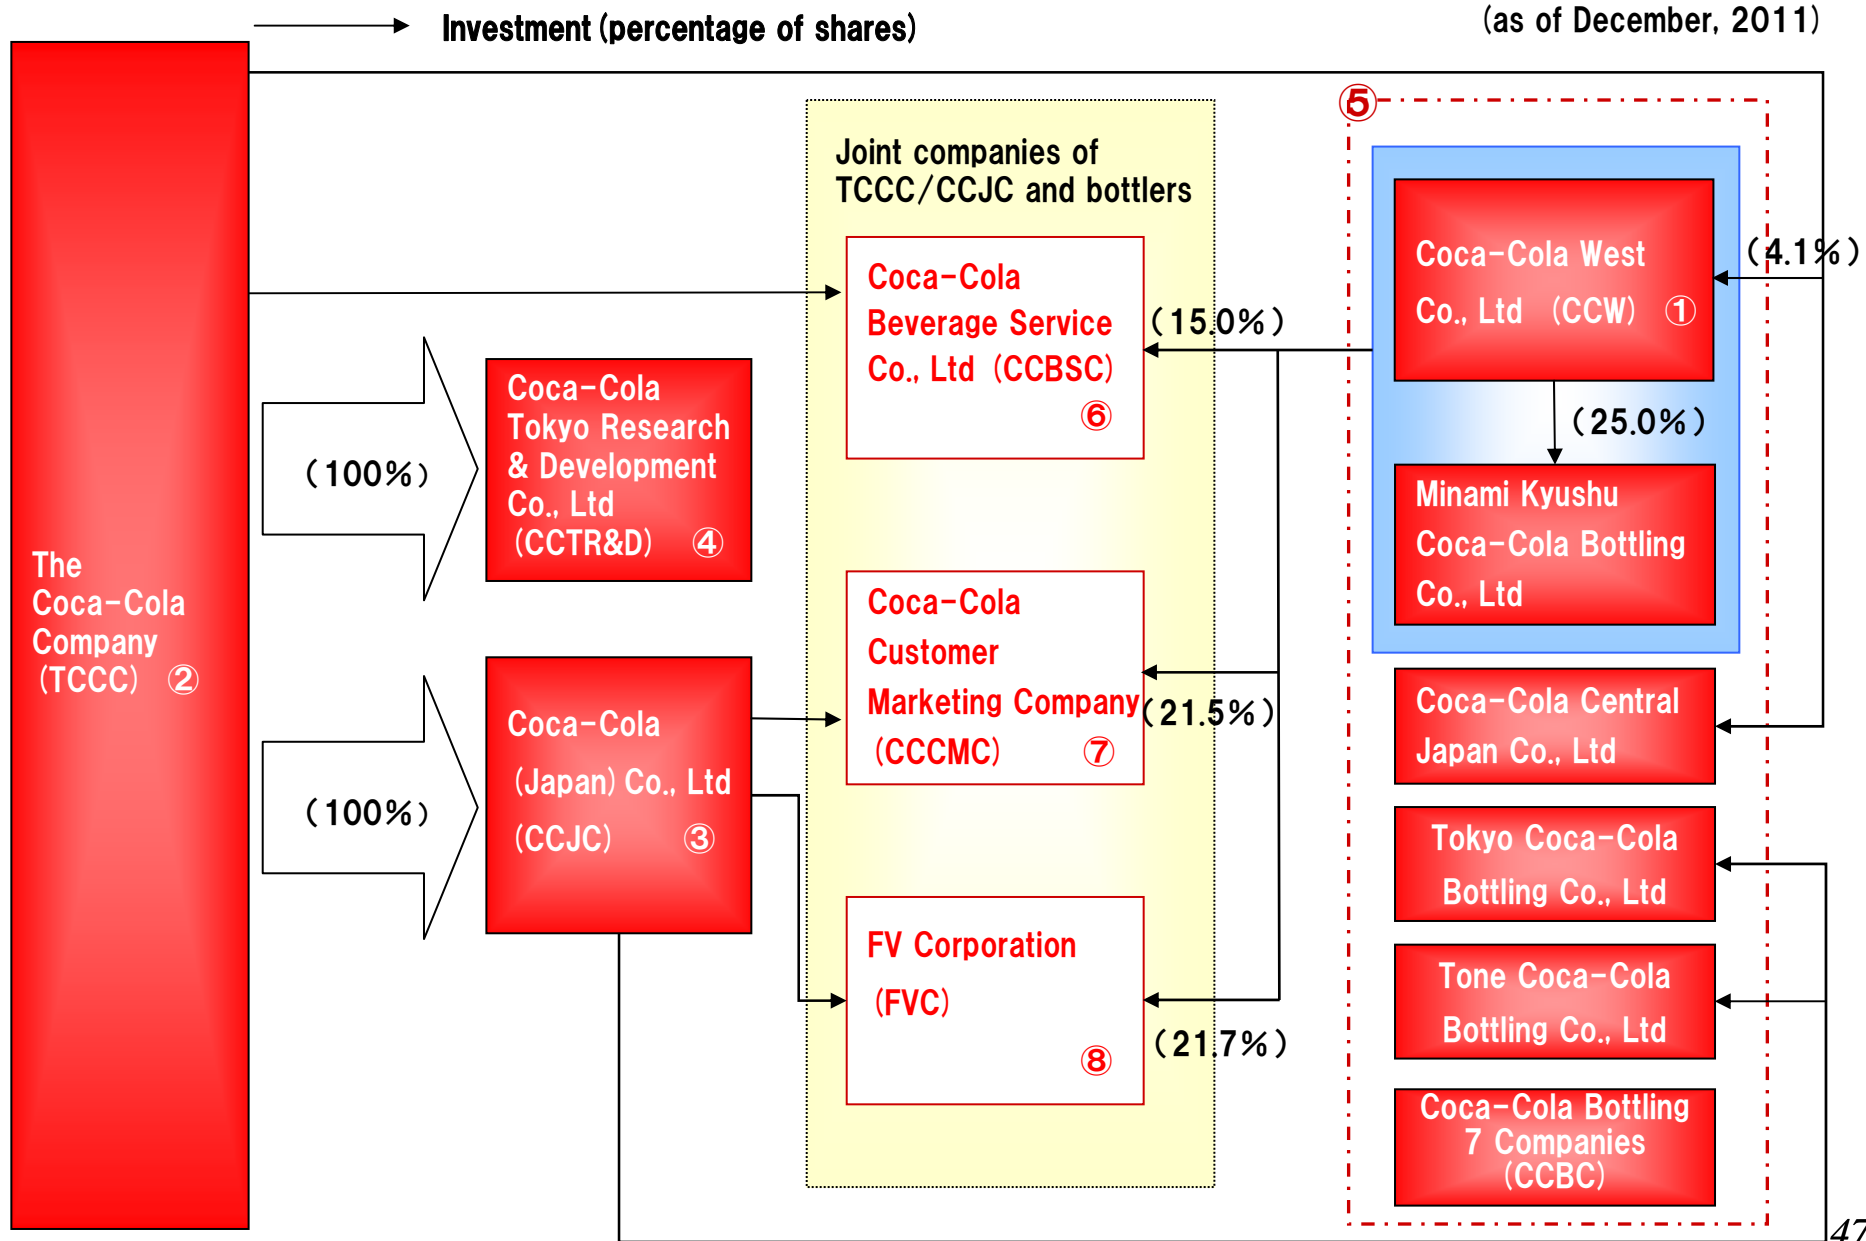 Investment (percentage of shares)
(as of December, 2011)
The
Coca-Cola
Company
(TCCC) ②
(100%)
Coca-Cola
Tokyo Research
& Development
Co., Ltd
(CCTR&D) ④
(100%)
Coca-Cola
(Japan) Co., Ltd
(CCJC) ③
Joint companies of
TCCC/CCJC and bottlers
Coca-Cola
Beverage Service
Co., Ltd (CCBSC)
⑥
(15.0%)
Coca-Cola
Customer
Marketing Company
(CCCMC) ⑦
(21.5%)
FV Corporation
(FVC)
⑧
(21.7%)
⑤
Coca-Cola West
Co., Ltd (CCW) ①
(4.1%)
(25.0%)
Minami Kyushu
Coca-Cola Bottling
Co., Ltd
Coca-Cola Central
Japan Co., Ltd
Tokyo Coca-Cola
Bottling Co., Ltd
Tone Coca-Cola
Bottling Co., Ltd
Coca-Cola Bottling
7 Companies
(CCBC)
47